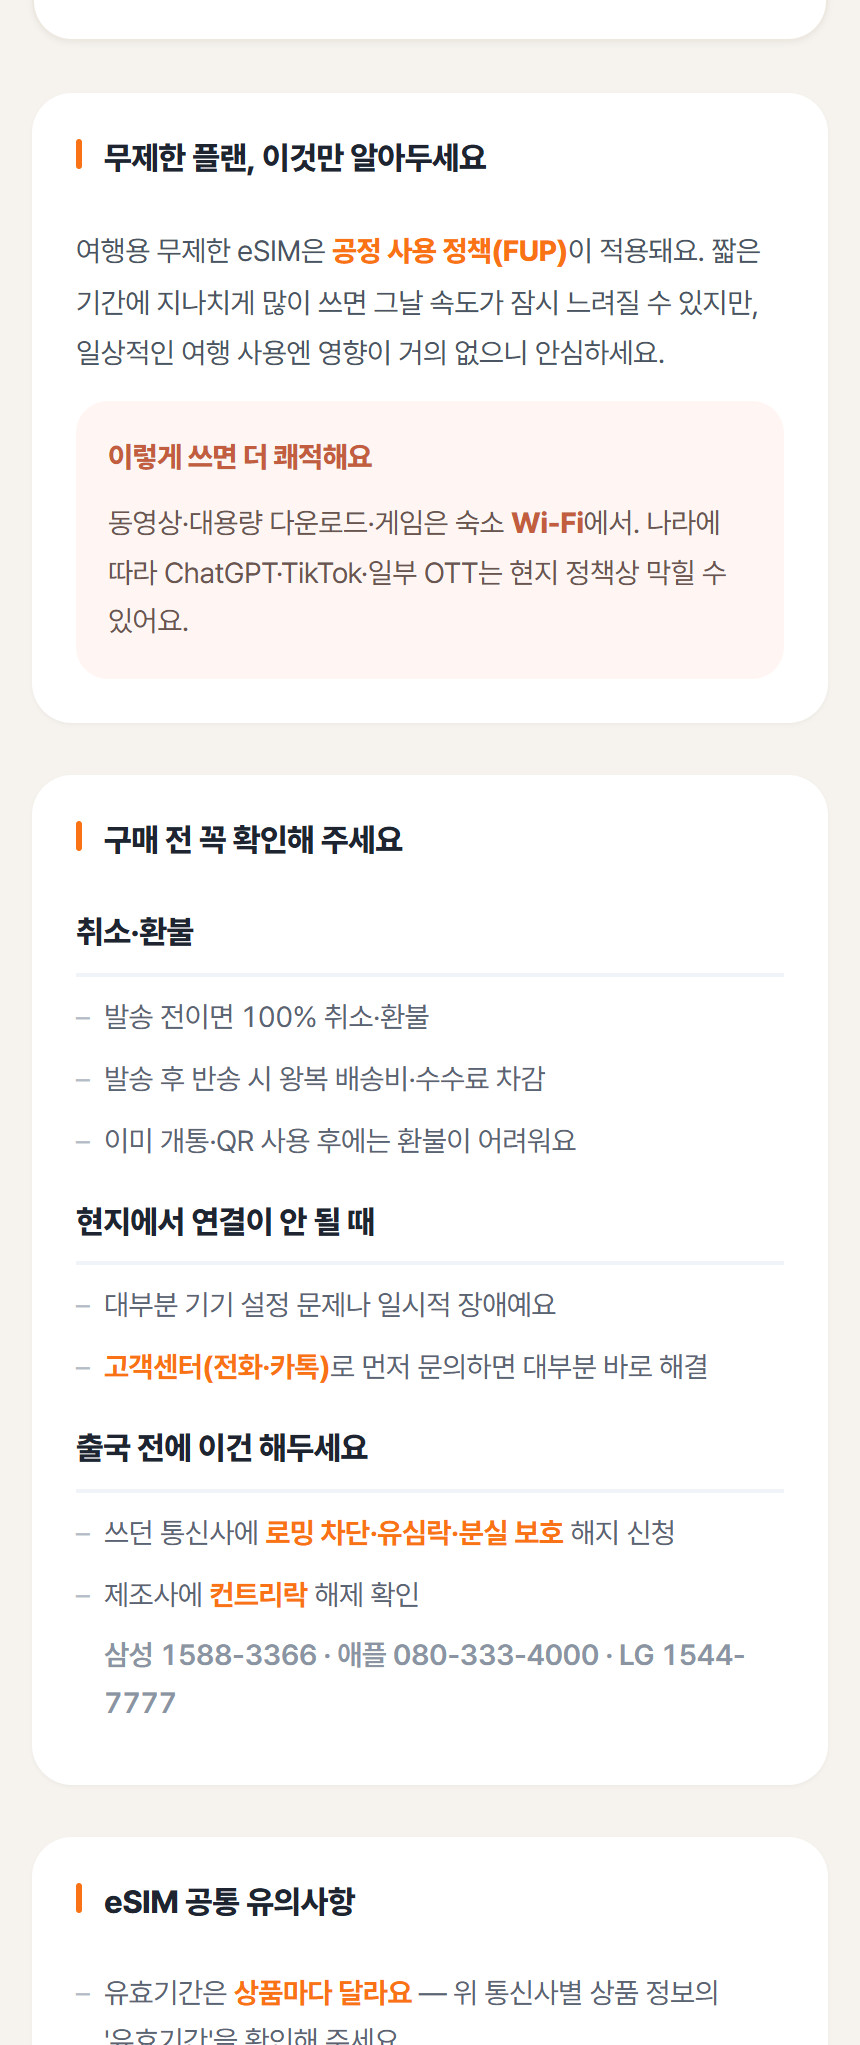 무제한 플랜, 이것만 알아두세요
여행용 무제한 eSIM은 공정 사용 정책(FUP)이 적용돼요. 짧은
기간에 지나치게 많이 쓰면 그날 속도가 잠시 느려질 수 있지만,
일상적인 여행 사용엔 영향이 거의 없으니 안심하세요.
이렇게 쓰면 더 쾌적해요
동영상·대용량 다운로드·게임은 숙소 Wi-Fi에서. 나라에
따라 ChatGPT·TikTok·일부 OTT는 현지 정책상 막힐 수
있어요.
구매 전 꼭 확인해 주세요
취소·환불
– 발송 전이면 100% 취소·환불
– 발송 후 반송 시 왕복 배송비·수수료 차감
– 이미 개통·QR 사용 후에는 환불이 어려워요
현지에서 연결이 안 될 때
– 대부분 기기 설정 문제나 일시적 장애예요
– 고객센터(전화·카톡)로 먼저 문의하면 대부분 바로 해결
출국 전에 이건 해두세요
– 쓰던 통신사에 로밍 차단·유심락·분실 보호 해지 신청
– 제조사에 컨트리락 해제 확인
삼성 1588-3366 · 애플 080-333-4000 · LG 1544-
7777
eSIM 공통 유의사항
– 유효기간은 상품마다 달라요 — 위 통신사별 상품 정보의
'유효기간'을 확인해 주세요